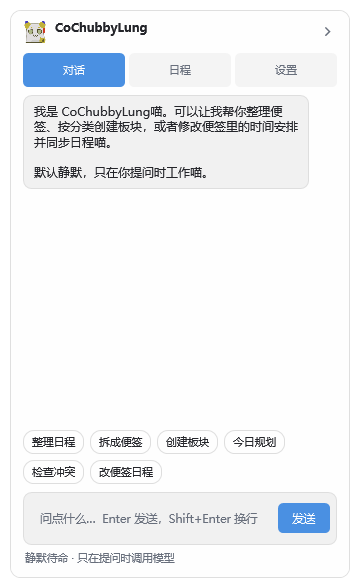 CoChubbyLung
对话 日程 设置
我是 CoChubbyLung喵。可以让我帮你整理便
签、按分类创建板块，或者修改便签里的时间安排
并同步日程喵。
默认静默，只在你提问时工作喵。
整理日程 拆成便签 创建板块 今日规划
检查冲突 改便签日程
问点什么... Enter 发送，Shift+Enter 换行 发送
静默待命 · 只在提问时调用模型